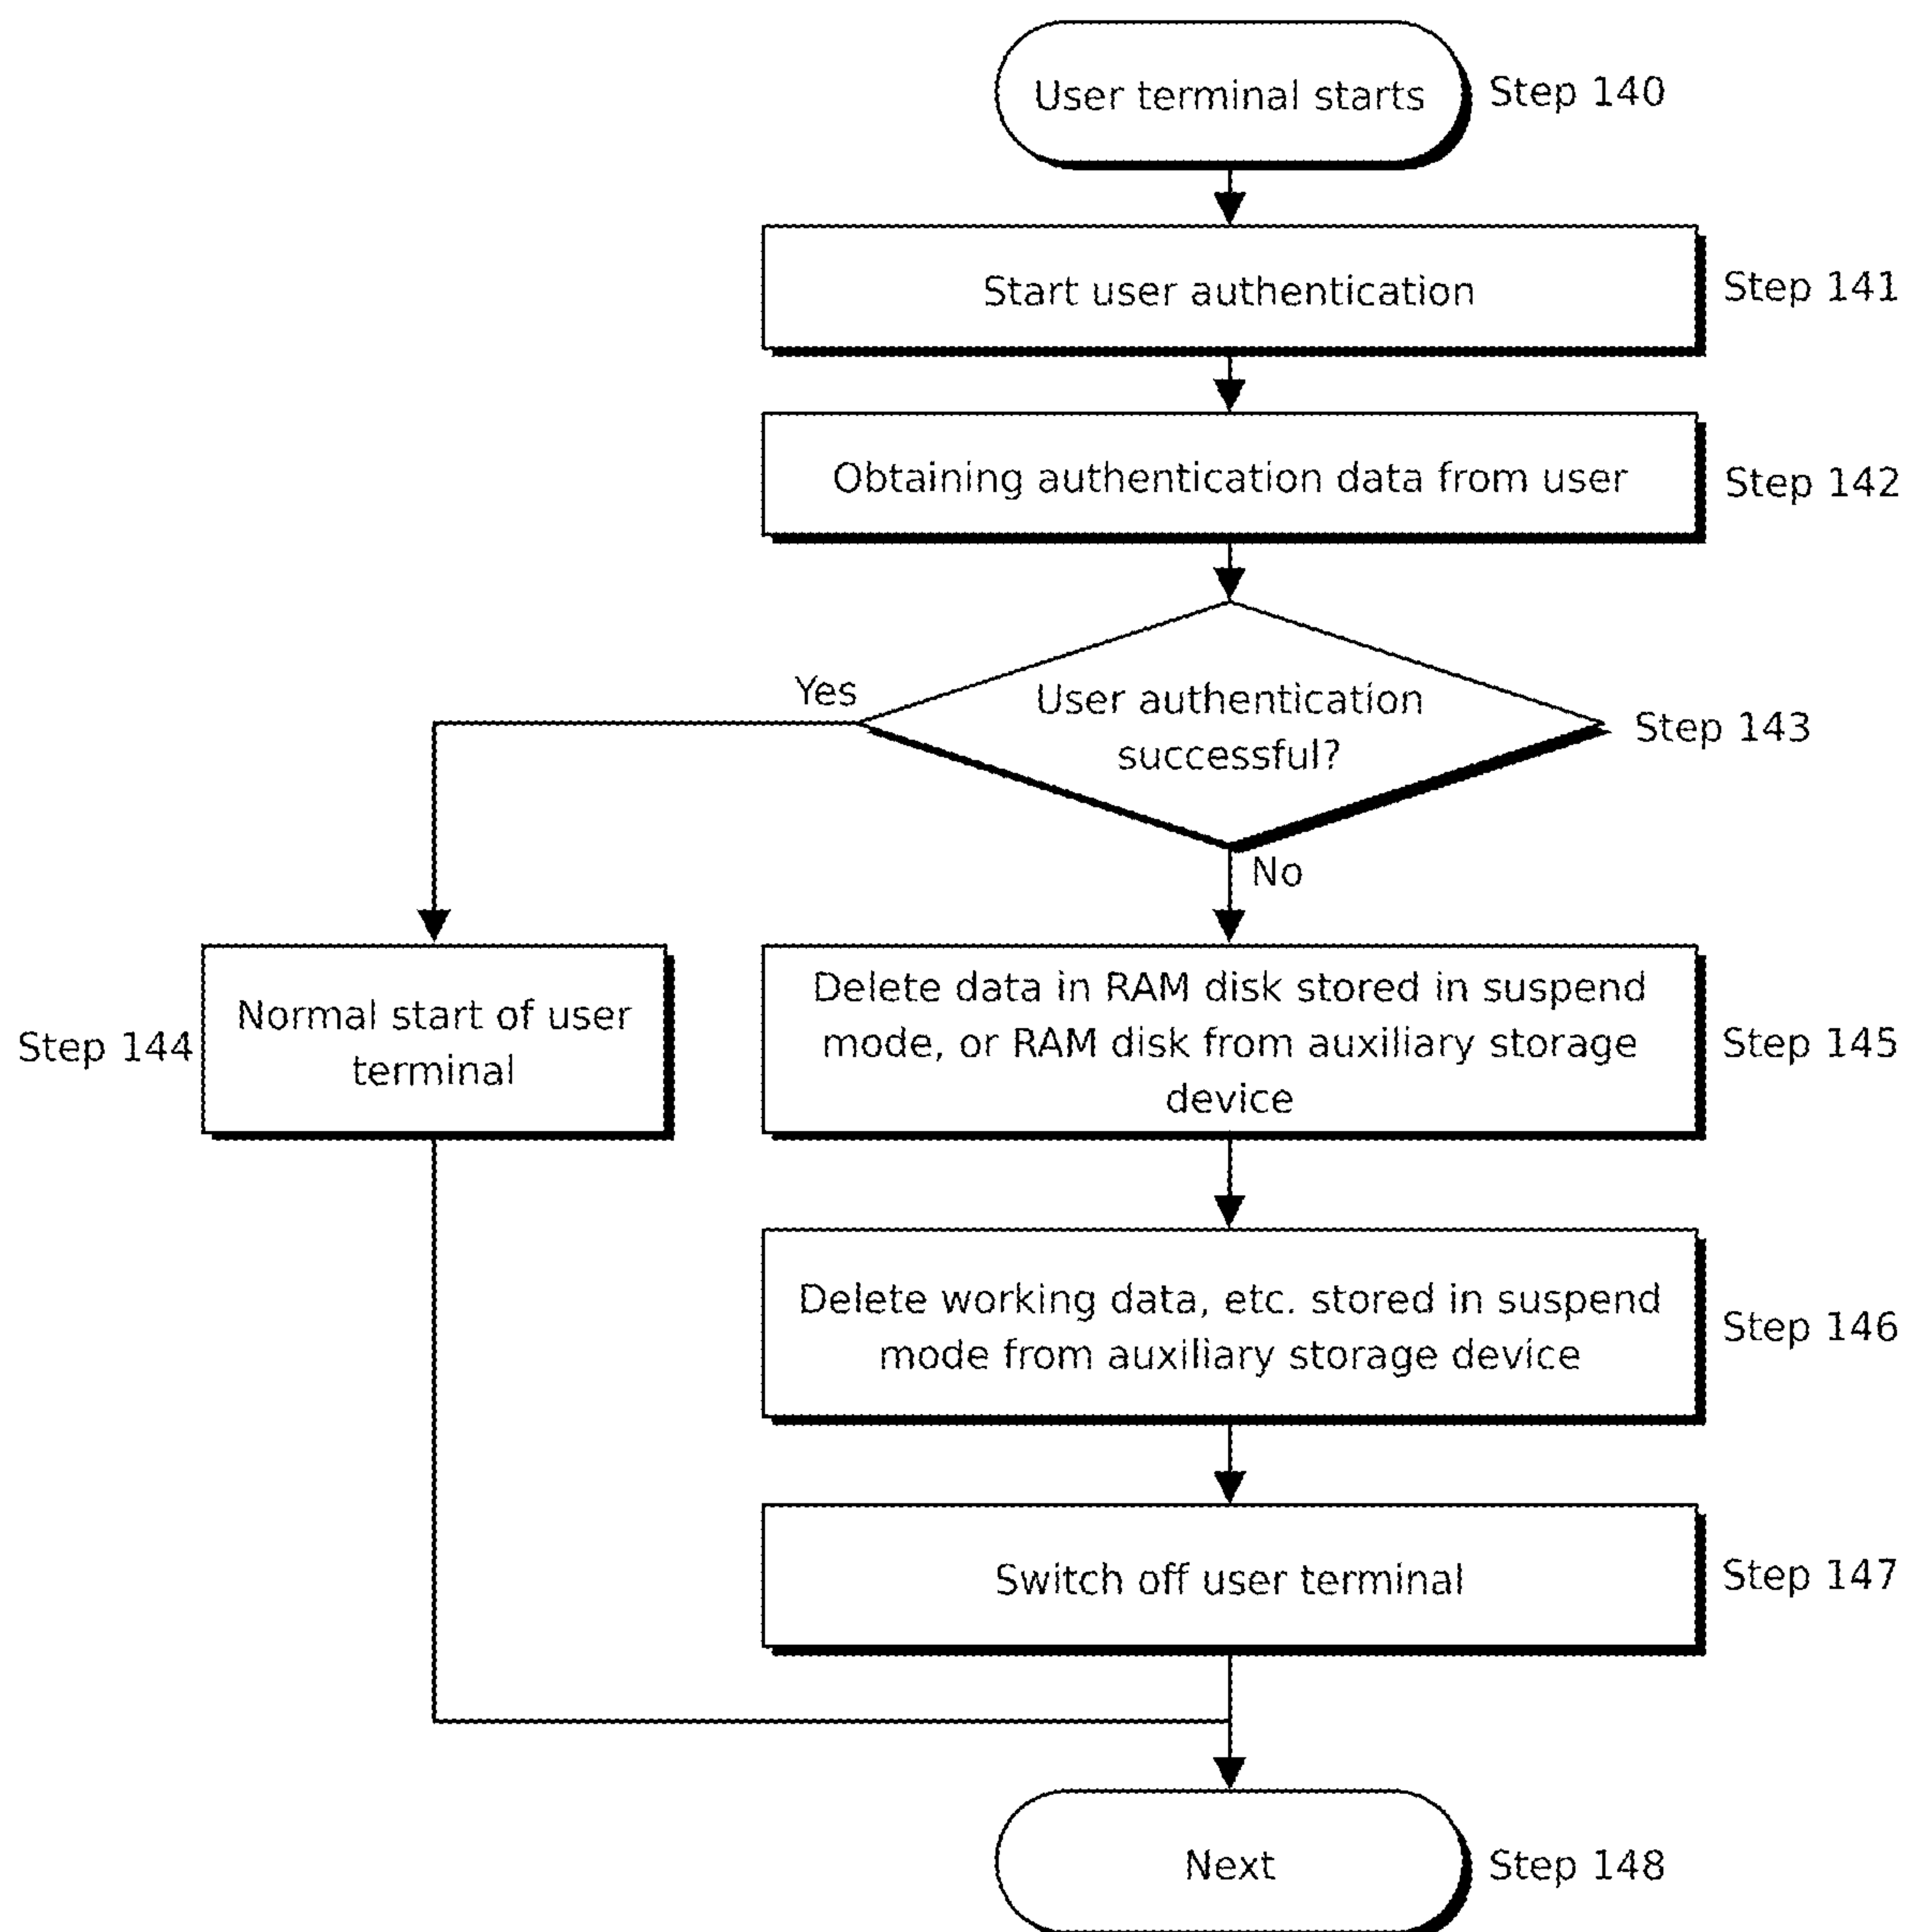 User terminal starts
Step 140
Start user authentication
Step 141
Obtaining authentication data from user
Step 142
Yes
User authentication
successful?
Step 143
No
Step 144
Normal start of user
terminal
Delete data in RAM disk stored in suspend
mode, or RAM disk from auxiliary storage
device
Step 145
Delete working data, etc. stored in suspend
mode from auxiliary storage device
Step 146
Switch off user terminal
Step 147
Next
Step 148